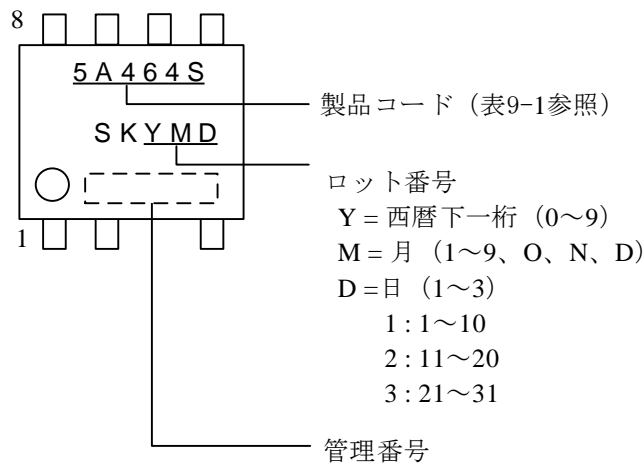 8
5A464S
製品コード（表9-1参照）
SKYMD
ロット番号
Y = 西暦下一桁（0～9）
M = 月（1～9、O、N、D）
D =日（1～3）
1 : 1～10
2 : 11～20
3 : 21～31
1
管理番号